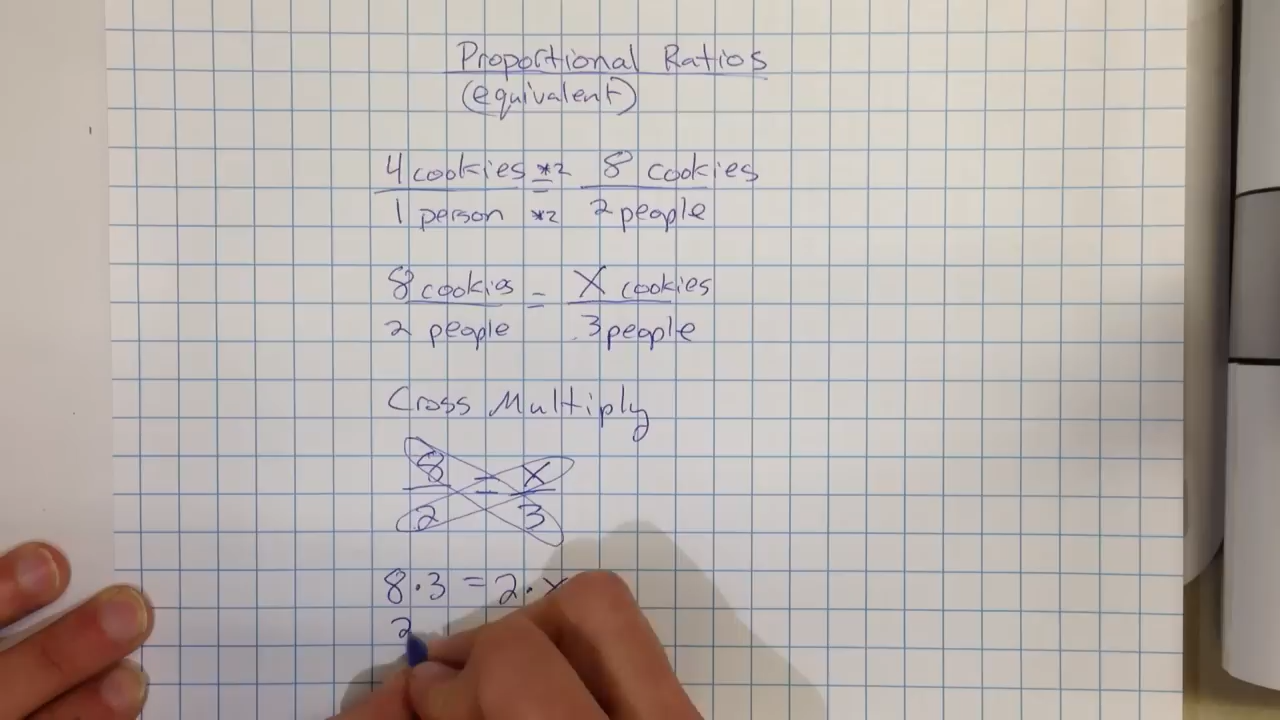 Proportional Ratios
(equivalent)
4 cookies *2 = 8 cookies
1 person *2 2 people
8 cookies = X cookies
2 people 3 people
Cross Multiply
8 = x
2 3
8·3 = 2·x
2